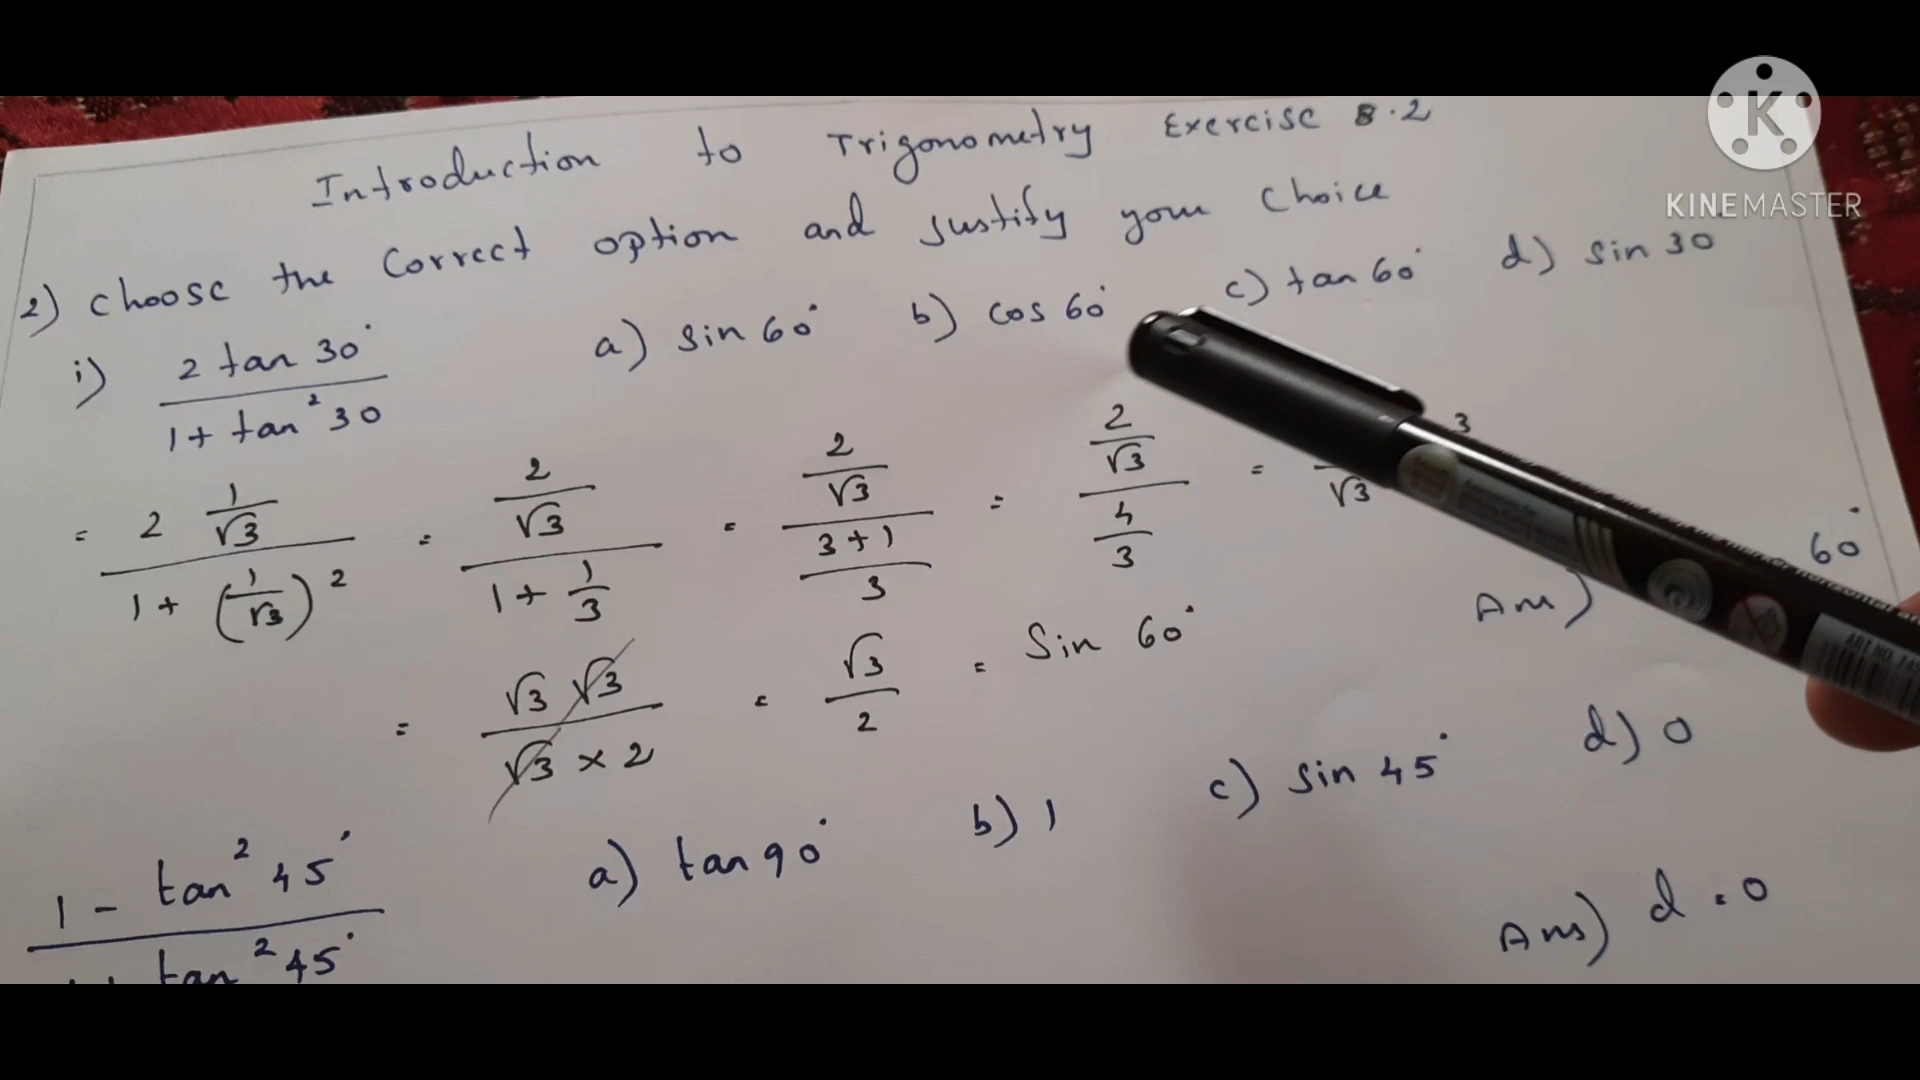 K
KINEMASTER
Introduction to Trigonometry Exercise 8.2
2) choose the correct option and justify your choice
i) 2 tan 30° / 1 + tan² 30 a) sin 60° b) cos 60° c) tan 60° d) sin 30°
= 2 1/√3 / 1 + (1/√3)² = 2/√3 / 1 + 1/3 = 2/√3 / 3+1/3 = 2/√3 / 4/3 = 3 √3
Ans) 60°
= √3 √3 / √3 × 2 = √3/2 = Sin 60°
1 - tan² 45° / tan² 45° a) tan 90° b) 1 c) sin 45° d) 0
Ans) d = 0
ART NO.